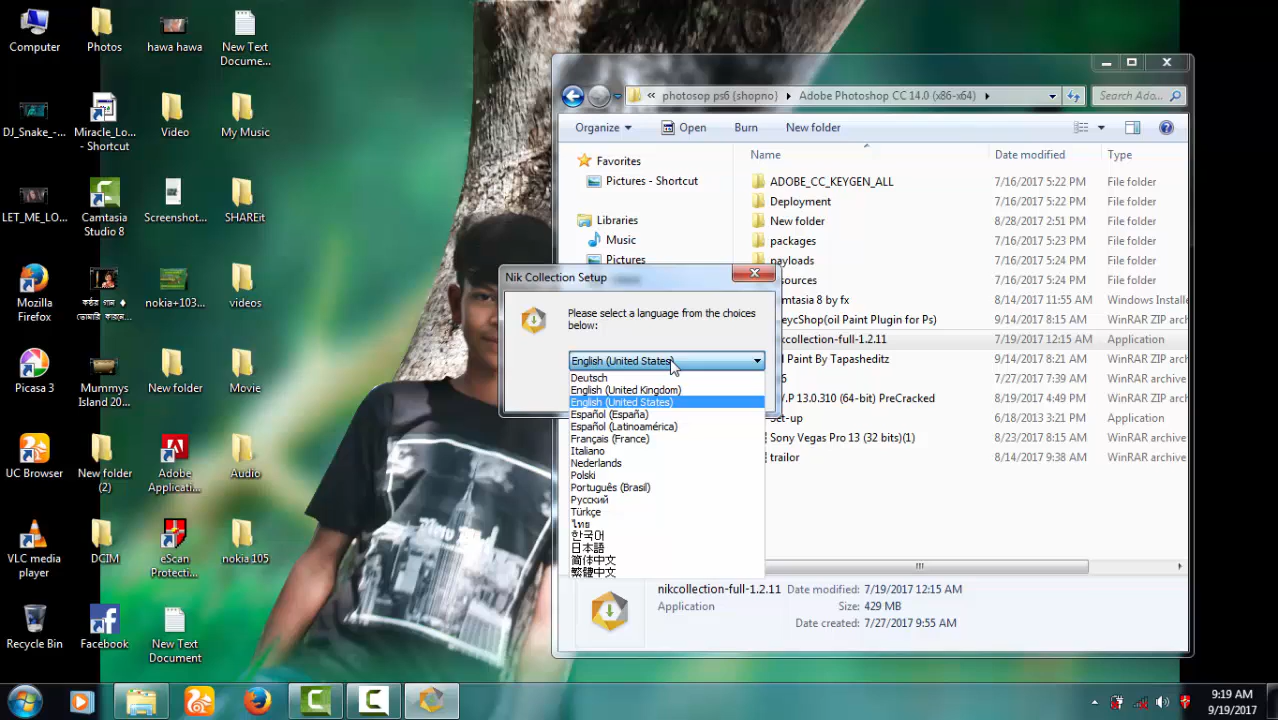 Computer
Photos
hawa hawa
New Text
Docume...
DJ_Snake_-...
Miracle_Lo...
- Shortcut
Video
My Music
LET_ME_LO...
Camtasia
Studio 8
Screenshot...
SHAREit
Mozilla
Firefox
nokia+103...
videos
Picasa 3
Mummys
Island 20...
New folder
Movie
UC Browser
New folder
(2)
Adobe
Applicati...
Audio
VLC media
player
DCIM
eScan
Protecti...
nokia 105
Recycle Bin
Facebook
New Text
Document
« photosop ps6 (shopno) Adobe Photoshop CC 14.0 (x86-x64)
Search Ado...
Organize Open Burn New folder
Favorites
Pictures - Shortcut
Libraries
Music
Pictures
Name Date modified Type
ADOBE_CC_KEYGEN_ALL 7/16/2017 5:22 PM File folder
Deployment 7/16/2017 5:22 PM File folder
New folder 8/28/2017 2:51 PM File folder
packages 7/16/2017 5:22 PM File folder
payloads 7/16/2017 5:22 PM File folder
sources 7/16/2017 5:22 PM File folder
mtasia 8 by fx 8/14/2017 11:55 AM Windows Installe
eycShop(oil Paint Plugin for Ps) 9/14/2017 8:15 AM WinRAR ZIP archive
kcollection-full-1.2.11 7/19/2017 12:15 AM Application
l Paint By Tapasheditz 9/14/2017 8:21 AM WinRAR ZIP archive
6 8/19/2017 7:39 AM WinRAR archive
.P 13.0.310 (64-bit) PreCracked 8/19/2017 4:49 PM WinRAR ZIP archive
et-up 6/18/2013 3:23 PM Application
Sony Vegas Pro 13 (32 bits)(1) 8/23/2017 8:15 AM WinRAR archive
trailor 8/14/2017 9:38 AM WinRAR archive
Nik Collection Setup
Please select a language from the choices
below:
English (United States)
Deutsch
English (United Kingdom)
English (United States)
Español (España)
Español (Latinoamérica)
Français (France)
Italiano
Nederlands
Polski
Português (Brasil)
Русский
Türkçe
ไทย
한국어
日本語
简体中文
繁體中文
nikcollection-full-1.2.11 Date modified: 7/19/2017 12:15 AM
Application Size: 429 MB
Date created: 7/27/2017 9:55 AM
9:19 AM
9/19/2017